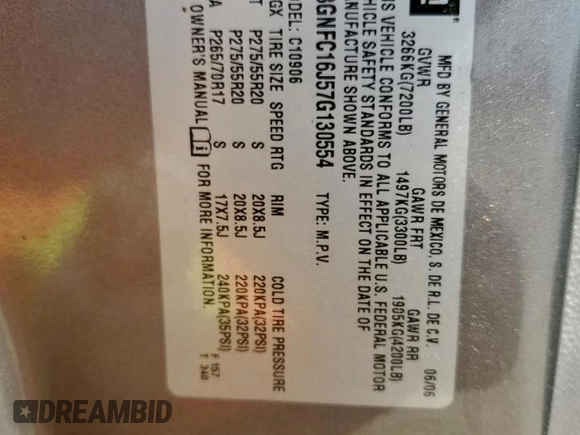 MFD BY GENERAL MOTORS DE MEXICO, S. DE R.L. DE C.V. 06/06
GVWR GAWR FRT GAWR RR
3266KG(7200LB) 1497KG(3300LB) 1905KG(4200LB)
VEHICLE CONFORMS TO ALL APPLICABLE U.S. FEDERAL MOTOR
SAFETY STANDARDS IN EFFECT ON THE DATE OF
MANUFACTURE SHOWN ABOVE.
GNFC16J57G130554 TYPE: M.P.V.
MODEL: C10906
TIRE SIZE SPEED RTG RIM COLD TIRE PRESSURE
P275/55R20 S 20X8.5J 220KPA(32PSI)
P275/55R20 S 20X8.5J 220KPA(32PSI)
P265/70R17 S 17X7.5J 240KPA(35PSI)
OWNER'S MANUAL FOR MORE INFORMATION.
F 157
T 340
DREAMBID